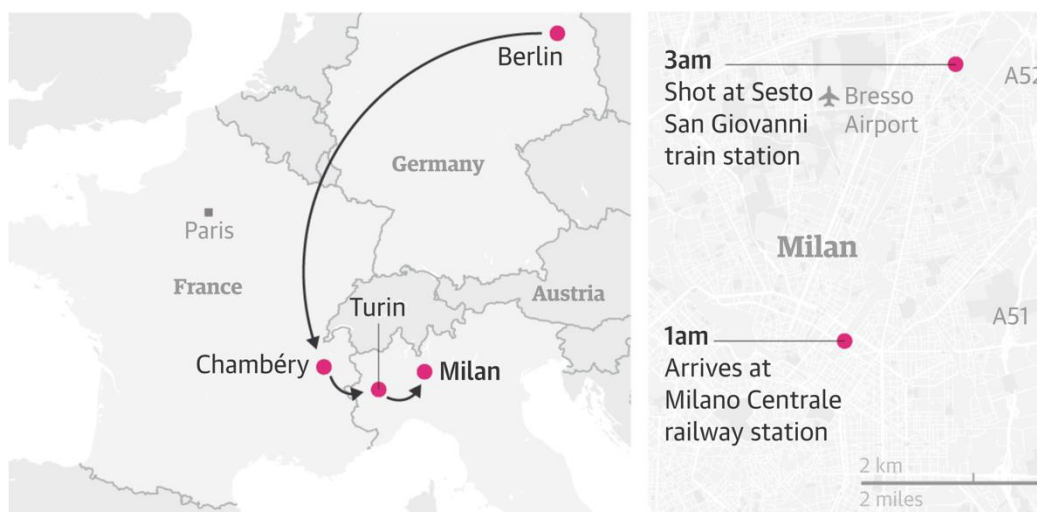 Berlin
Germany
Paris
France
Austria
Turin
Chambéry
Milan
3am
Shot at Sesto
San Giovanni
train station
Bresso
Airport
A52
Milan
A51
1am
Arrives at
Milano Centrale
railway station
2 km
2 miles